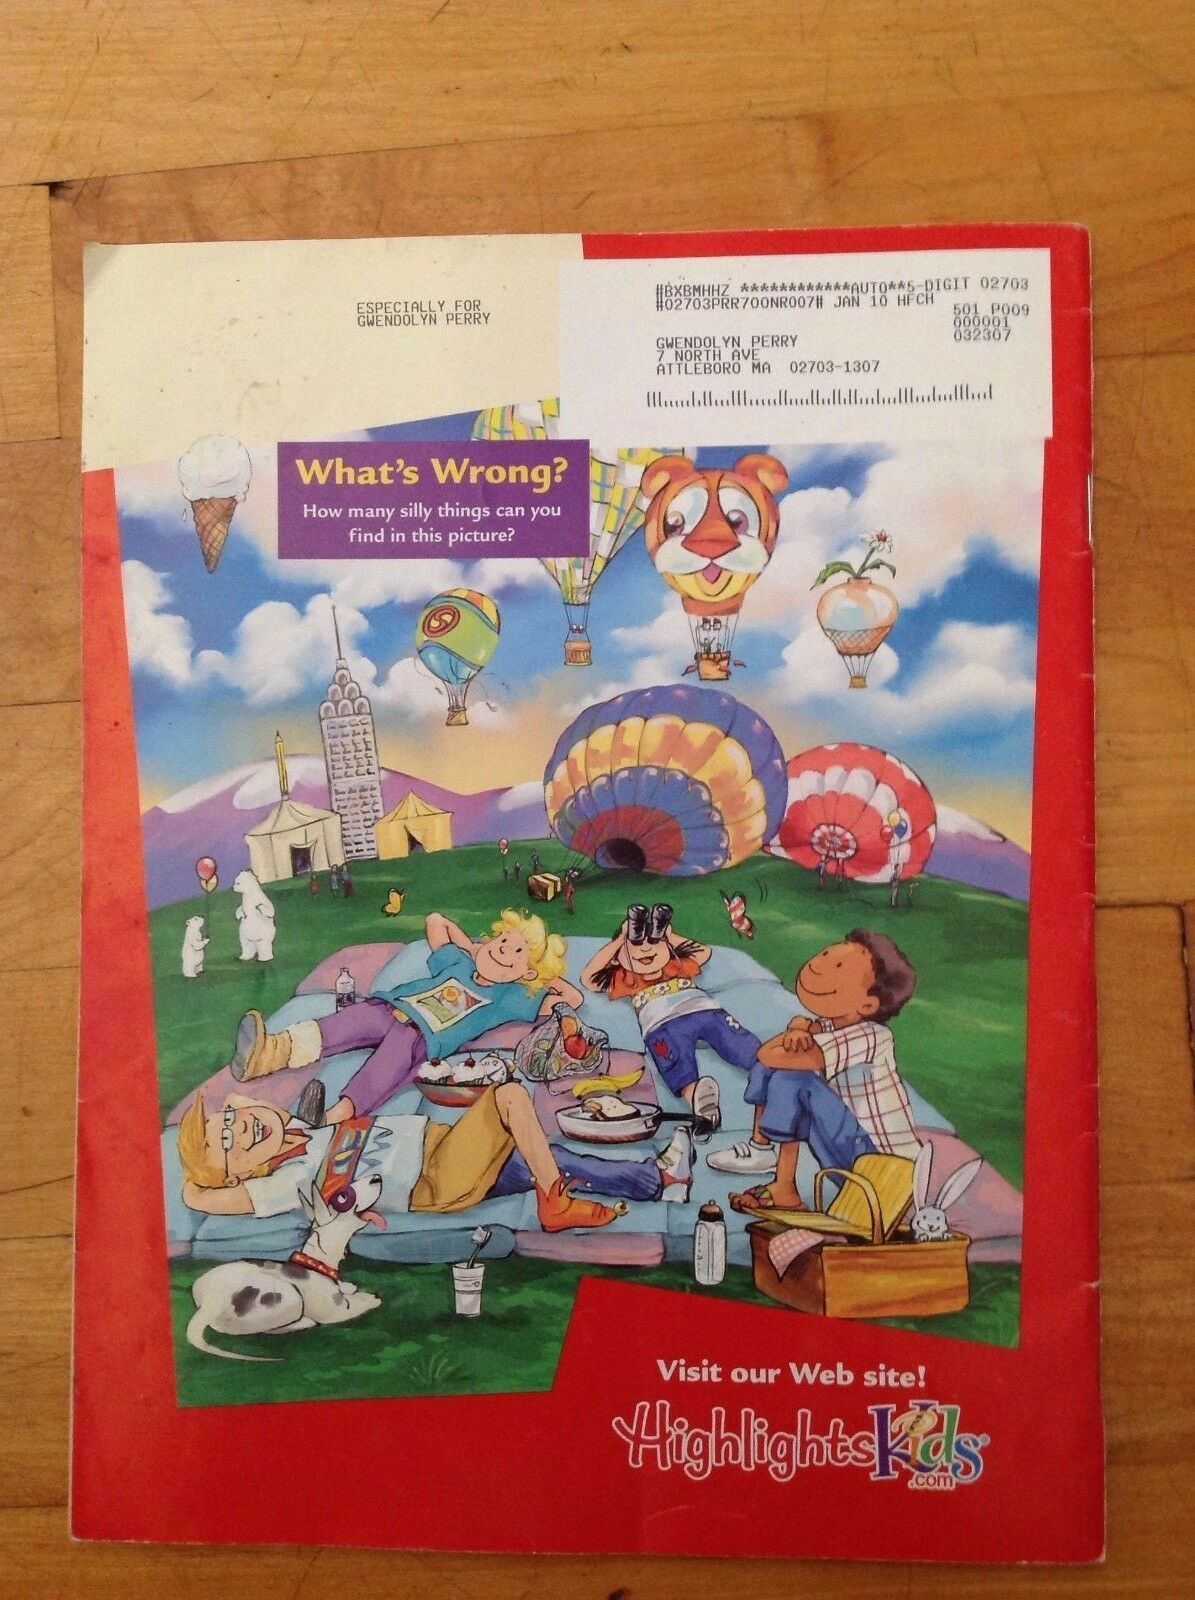 ESPECIALLY FOR
GWENDOLYN PERRY
#BXBMHHZ ************AUTO**5-DIGIT 02703
#02703PRR700NR007# JAN 10 HFCH
501 P009
000001
032307
GWENDOLYN PERRY
7 NORTH AVE
ATTLEBORO MA 02703-1307
What's Wrong?
How many silly things can you
find in this picture?
Visit our Web site!
HighlightsKids®
.com